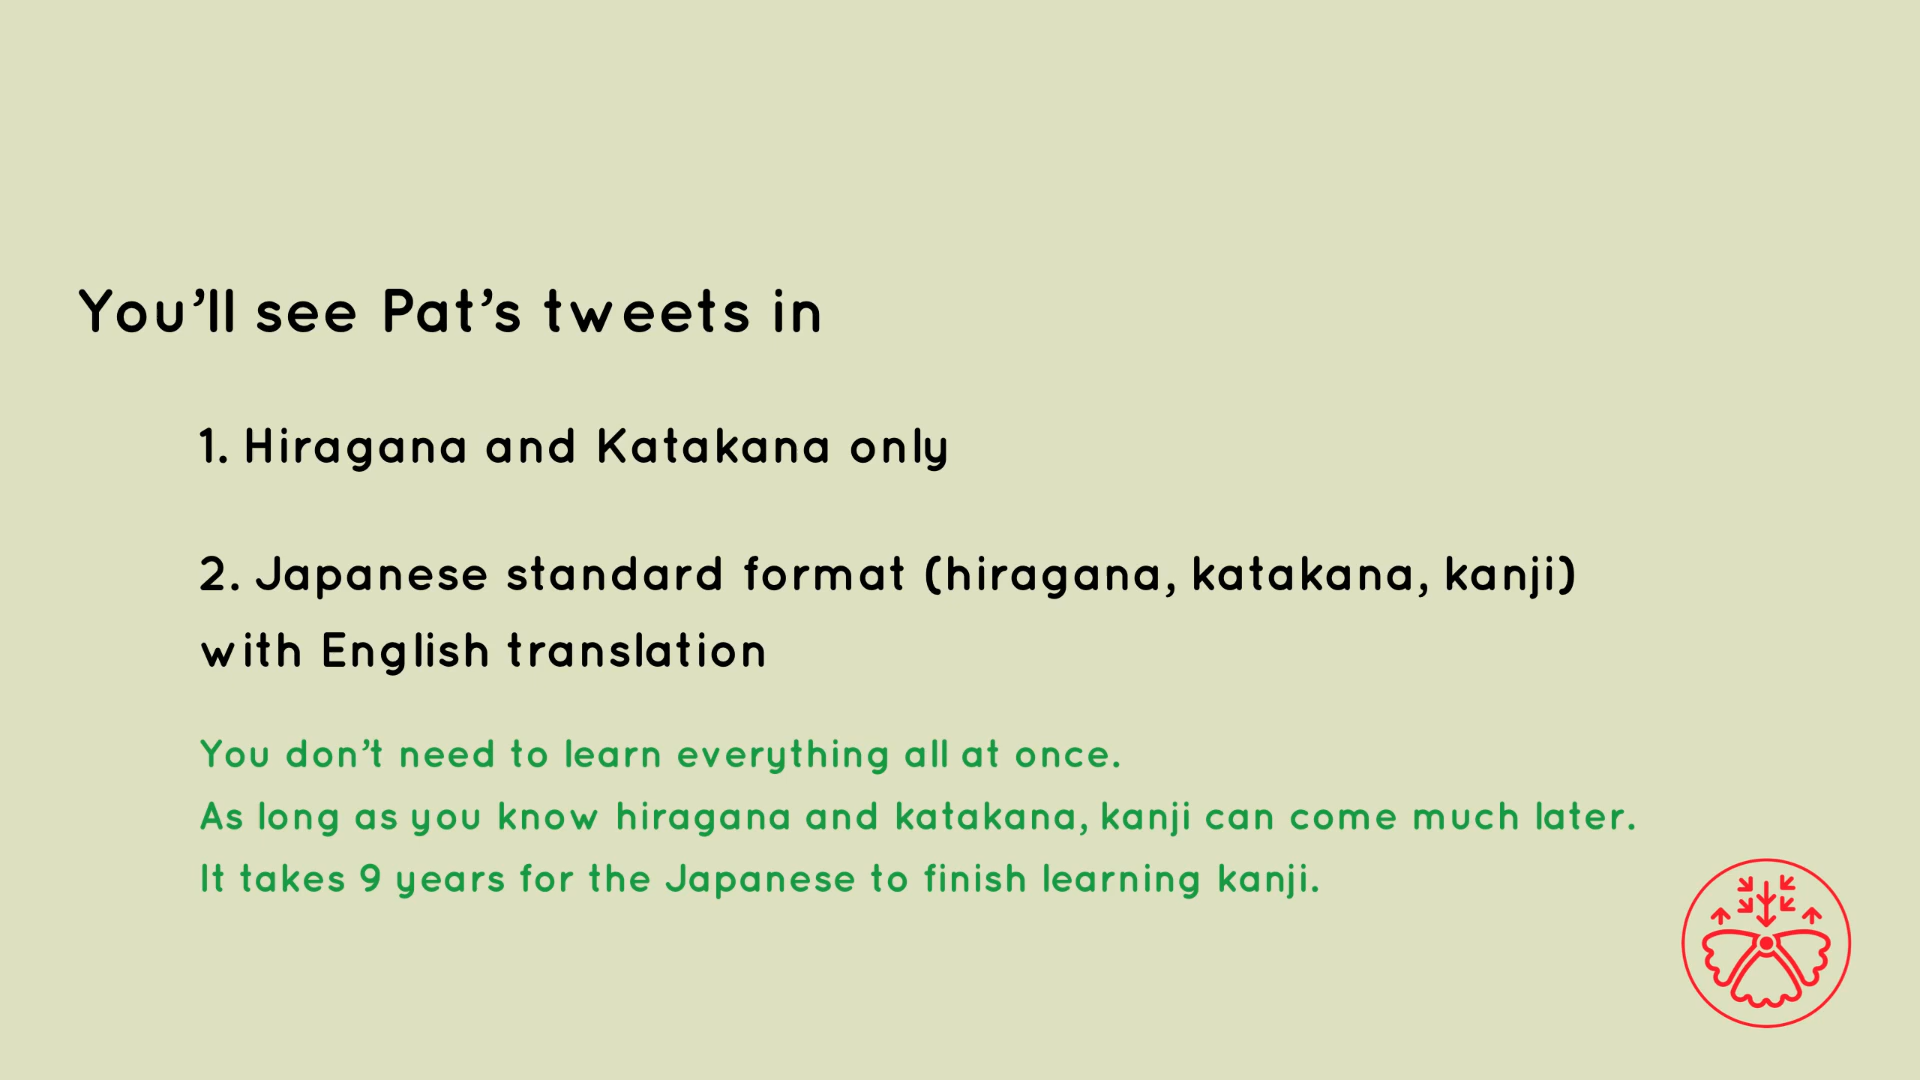 You’ll see Pat’s tweets in
1. Hiragana and Katakana only
2. Japanese standard format (hiragana, katakana, kanji)
with English translation
You don’t need to learn everything all at once.
As long as you know hiragana and katakana, kanji can come much later.
It takes 9 years for the Japanese to finish learning kanji.